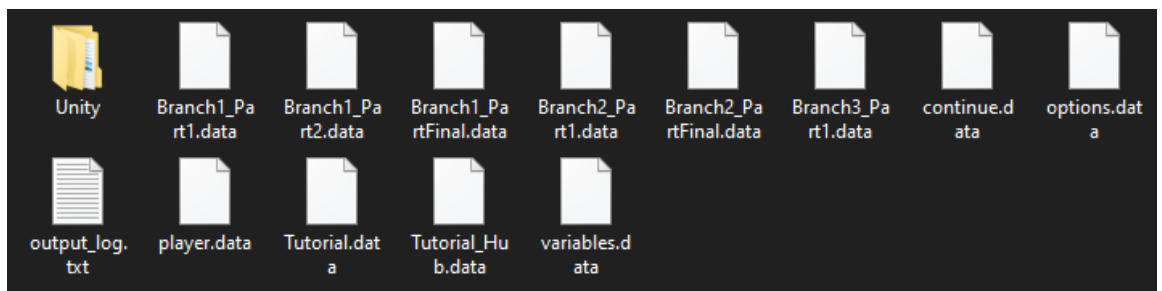 Unity
Branch1_Pa
rt1.data
Branch1_Pa
rt2.data
Branch1_Pa
rtFinal.data
Branch2_Pa
rt1.data
Branch2_Pa
rtFinal.data
Branch3_Pa
rt1.data
continue.d
ata
options.dat
a
output_log.
txt
player.data
Tutorial.dat
a
Tutorial_Hu
b.data
variables.d
ata